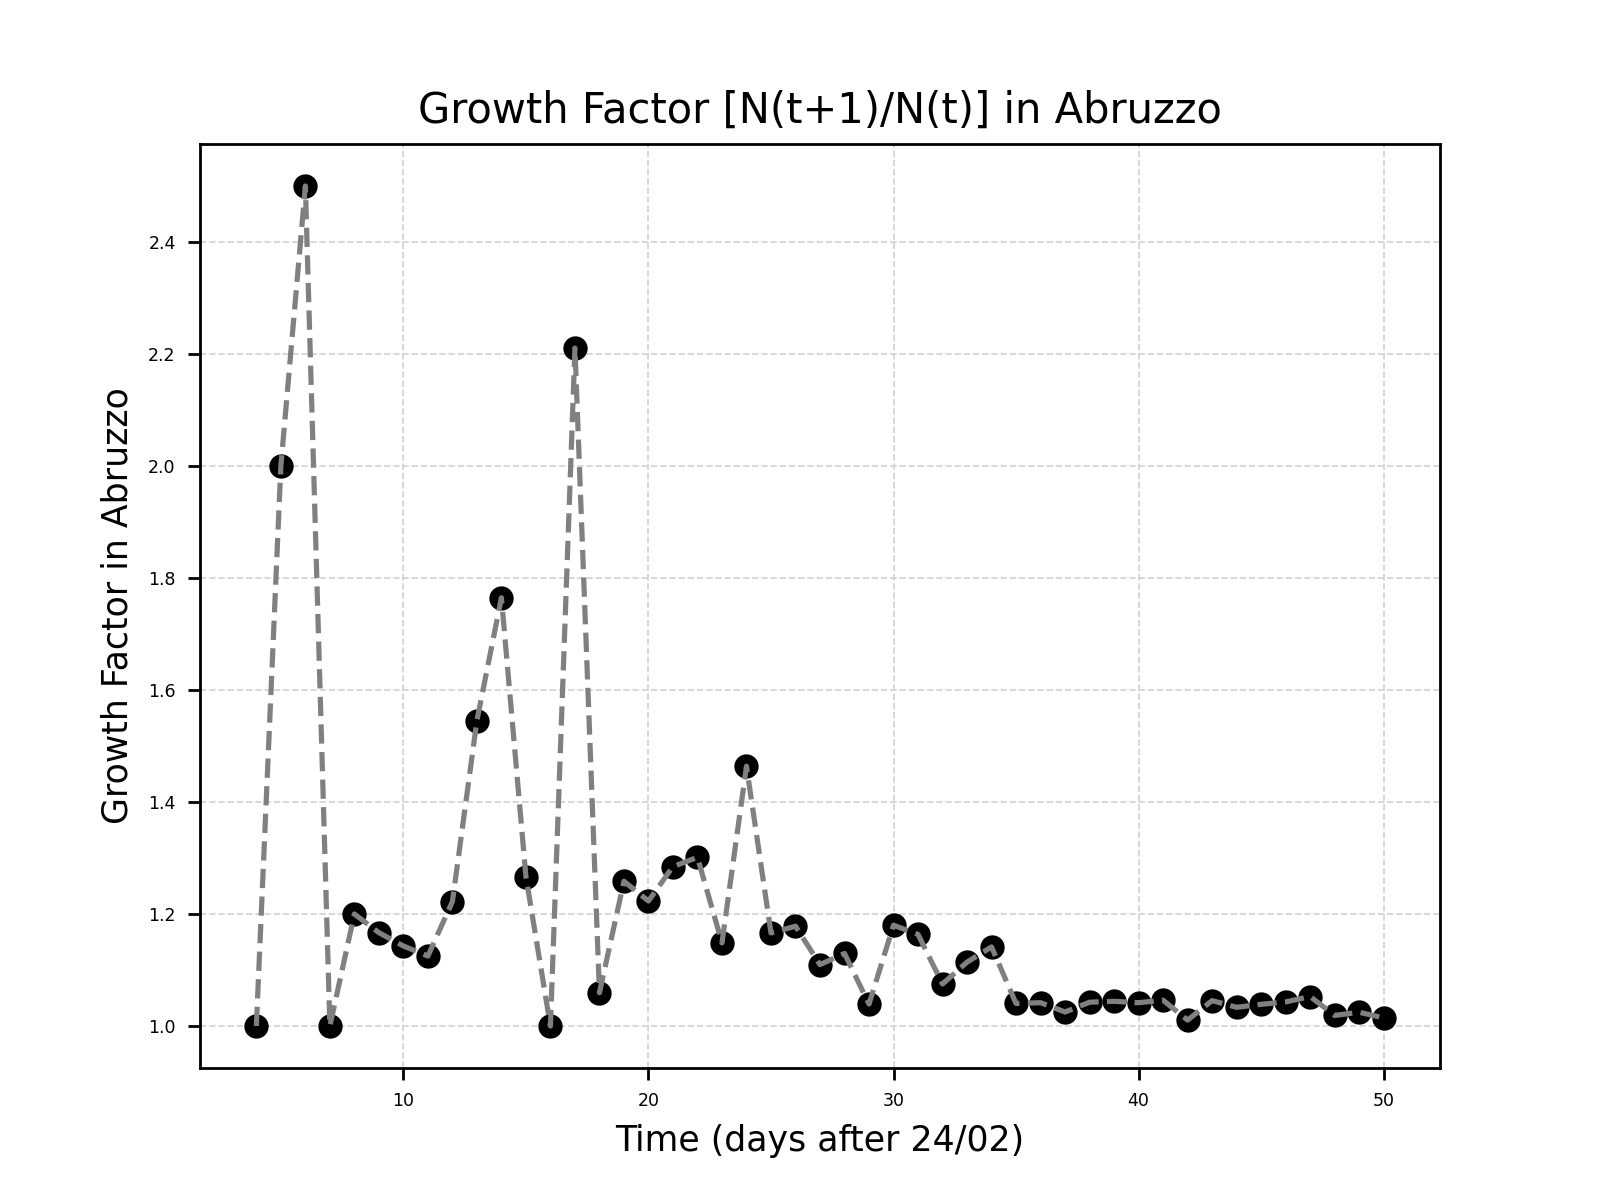 Growth Factor [N(t+1)/N(t)] in Abruzzo
Growth Factor in Abruzzo
2.4
2.2
2.0
1.8
1.6
1.4
1.2
1.0
10 20 30 40 50
Time (days after 24/02)